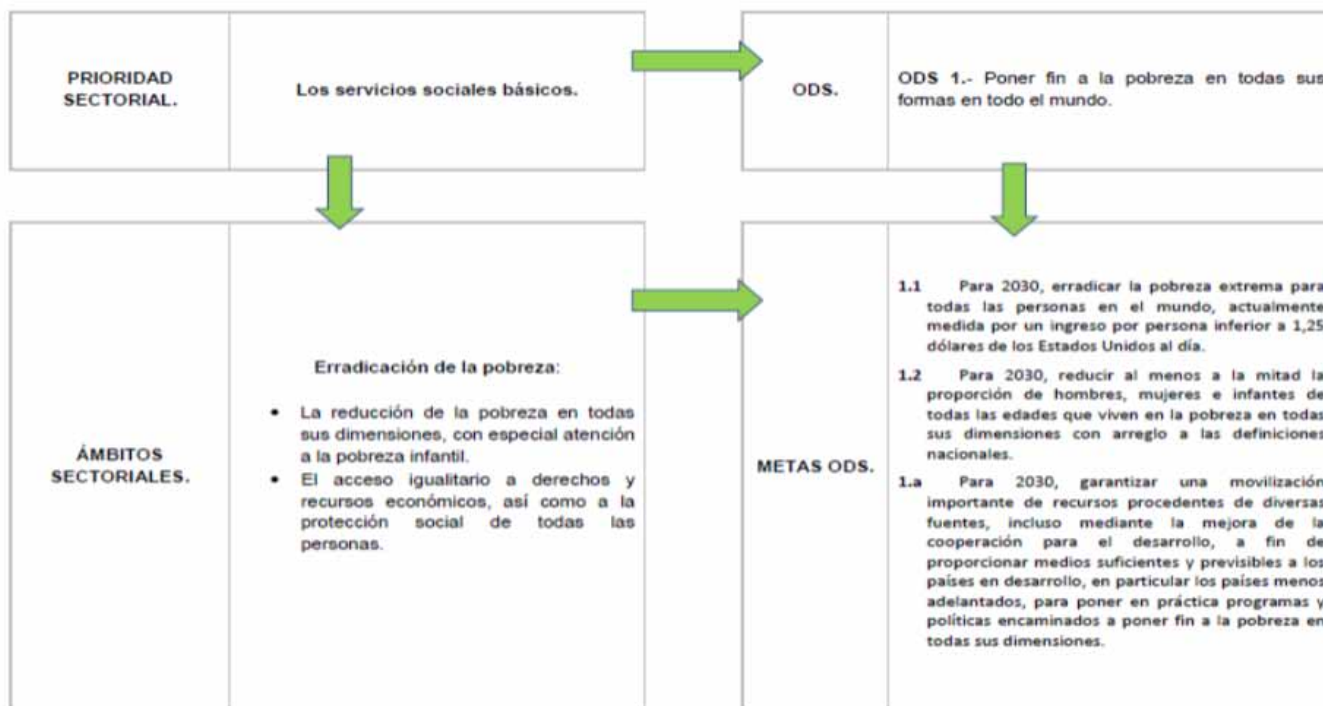 PRIORIDAD
SECTORIAL.
Los servicios sociales básicos.
ODS.
ODS 1.- Poner fin a la pobreza en todas sus
formas en todo el mundo.
ÁMBITOS
SECTORIALES.
Erradicación de la pobreza:
• La reducción de la pobreza en todas
sus dimensiones, con especial atención
a la pobreza infantil.
• El acceso igualitario a derechos y
recursos económicos, así como a la
protección social de todas las
personas.
METAS ODS.
1.1 Para 2030, erradicar la pobreza extrema para
todas las personas en el mundo, actualmente
medida por un ingreso por persona inferior a 1,25
dólares de los Estados Unidos al día.
1.2 Para 2030, reducir al menos a la mitad la
proporción de hombres, mujeres e infantes de
todas las edades que viven en la pobreza en todas
sus dimensiones con arreglo a las definiciones
nacionales.
1.a Para 2030, garantizar una movilización
importante de recursos procedentes de diversas
fuentes, incluso mediante la mejora de la
cooperación para el desarrollo, a fin de
proporcionar medios suficientes y previsibles a los
países en desarrollo, en particular los países menos
adelantados, para poner en práctica programas y
políticas encaminados a poner fin a la pobreza en
todas sus dimensiones.